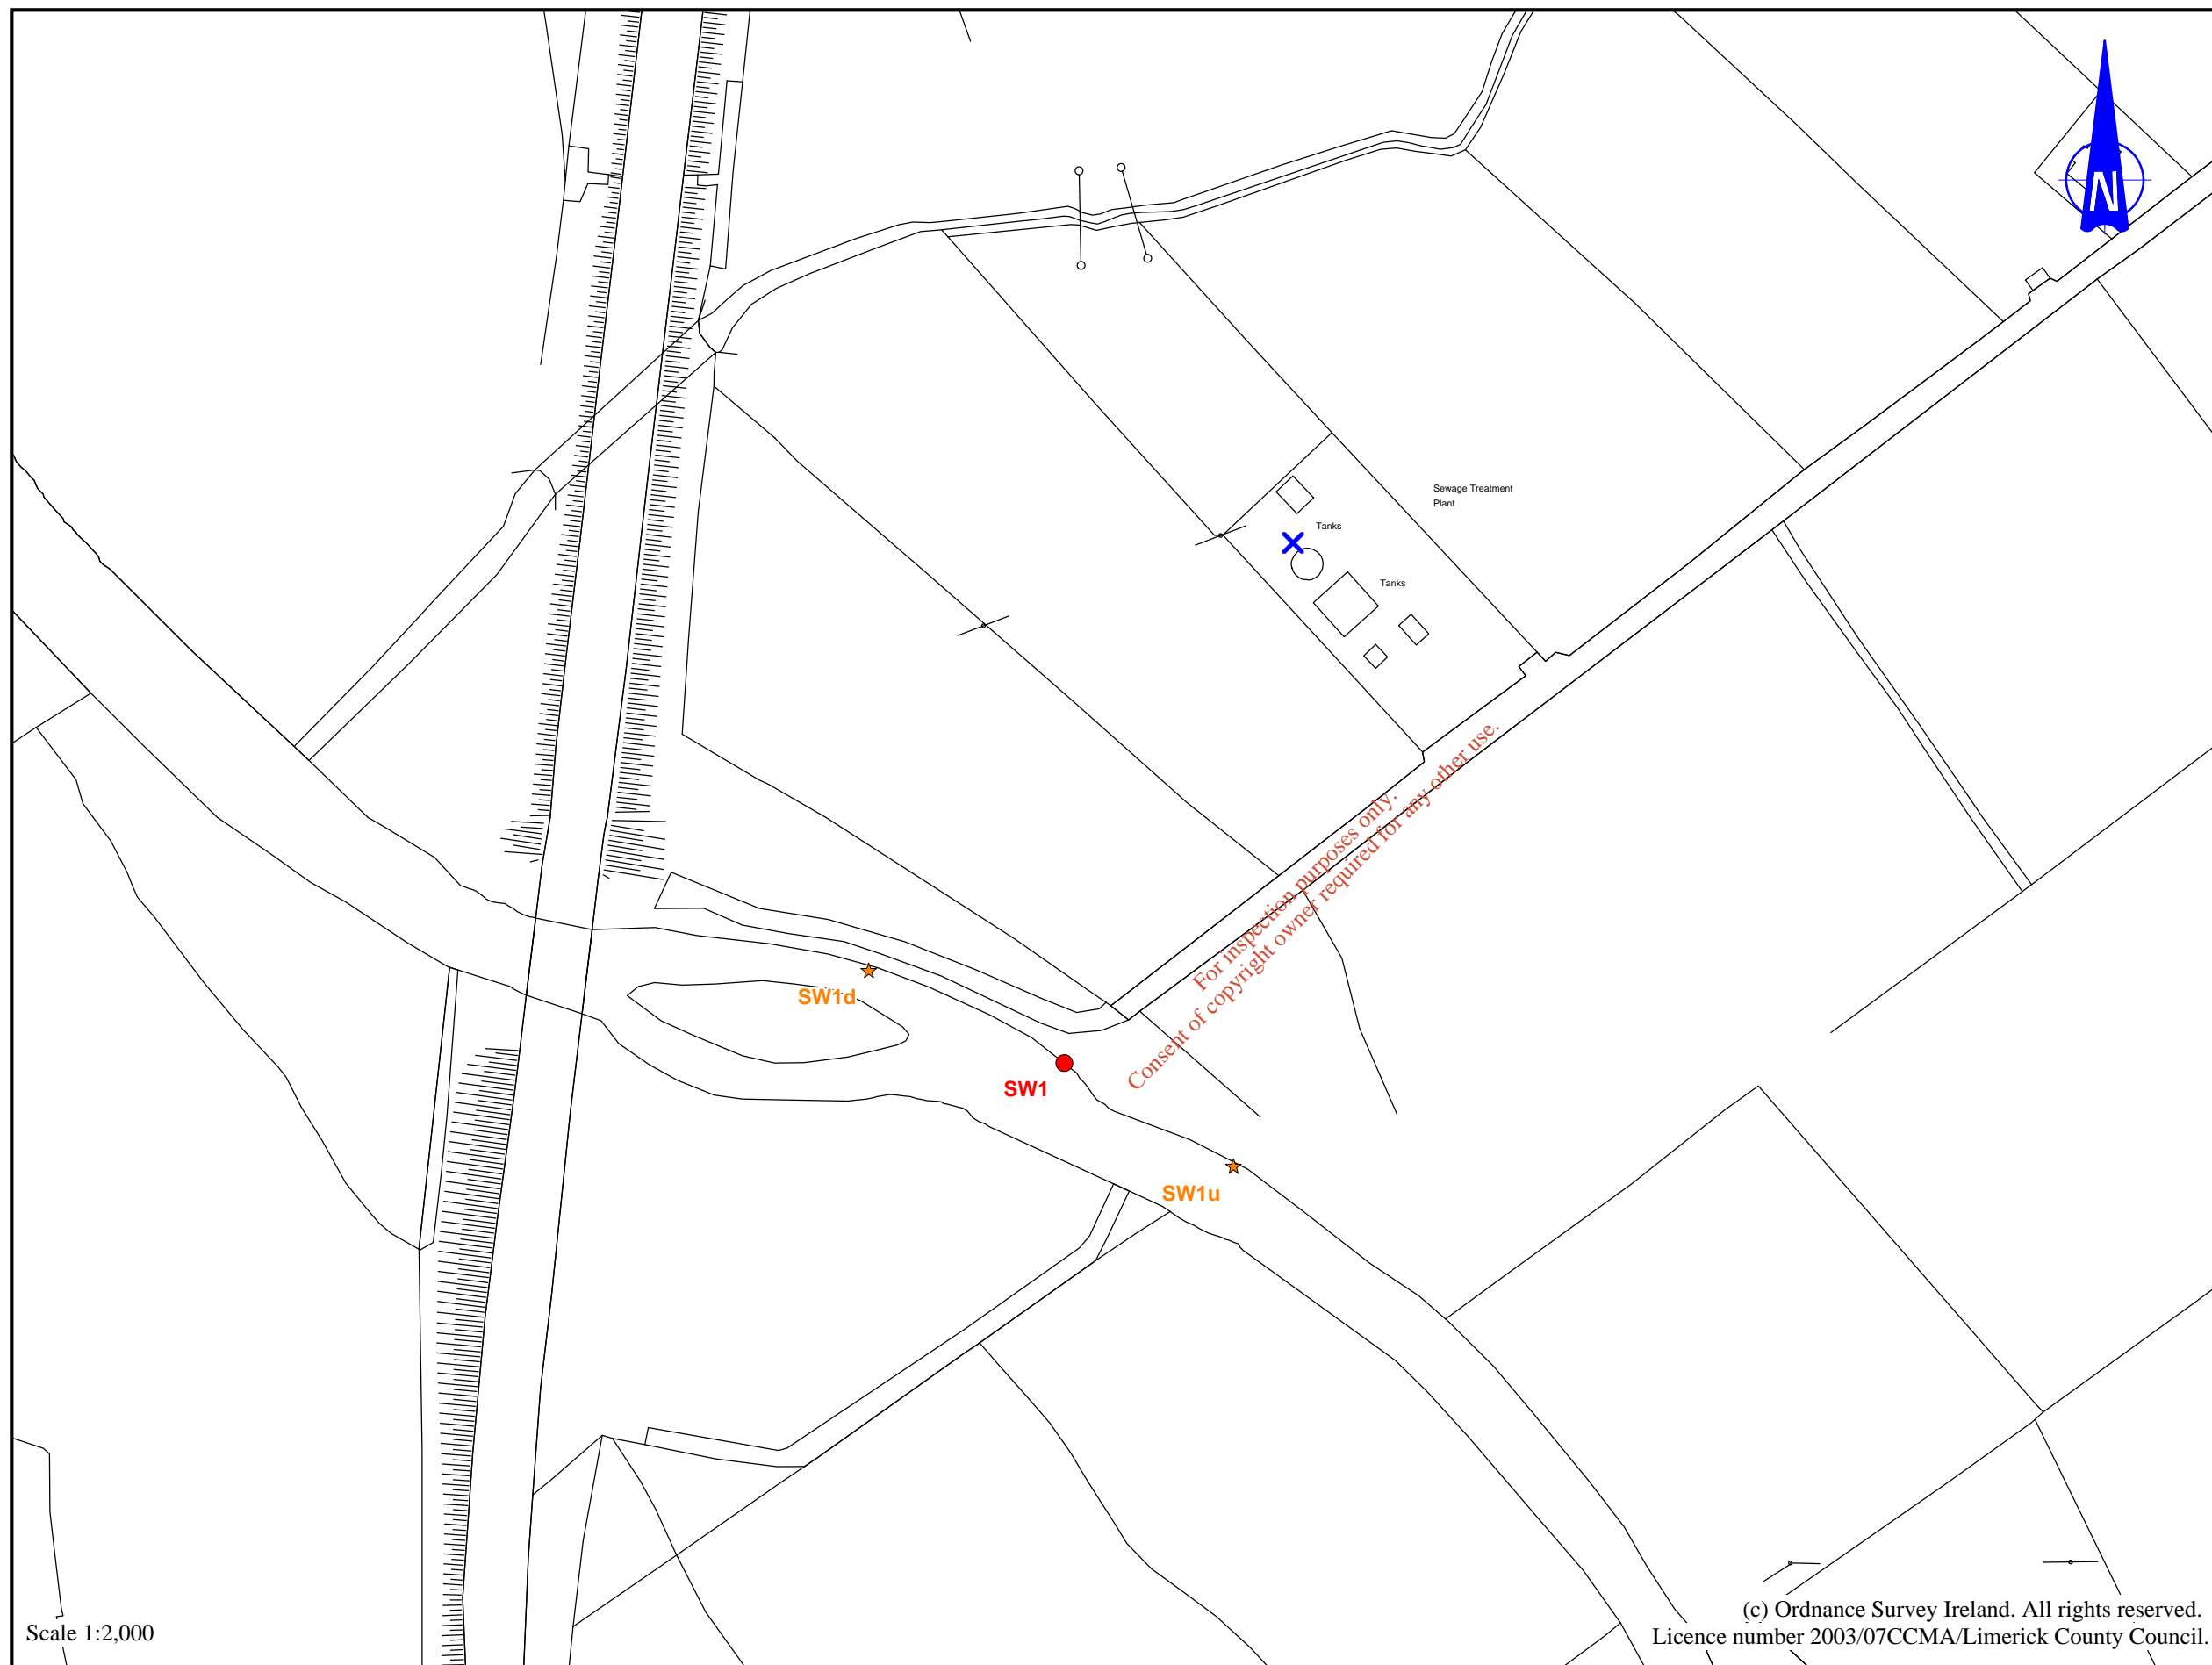 N
Sewage Treatment
Plant
Tanks
Tanks
For inspection purposes only.
Consent of copyright owner required for any other use.
SW1d
SW1
SW1u
Scale 1:2,000
(c) Ordnance Survey Ireland. All rights reserved.
Licence number 2003/07CCMA/Limerick County Council.